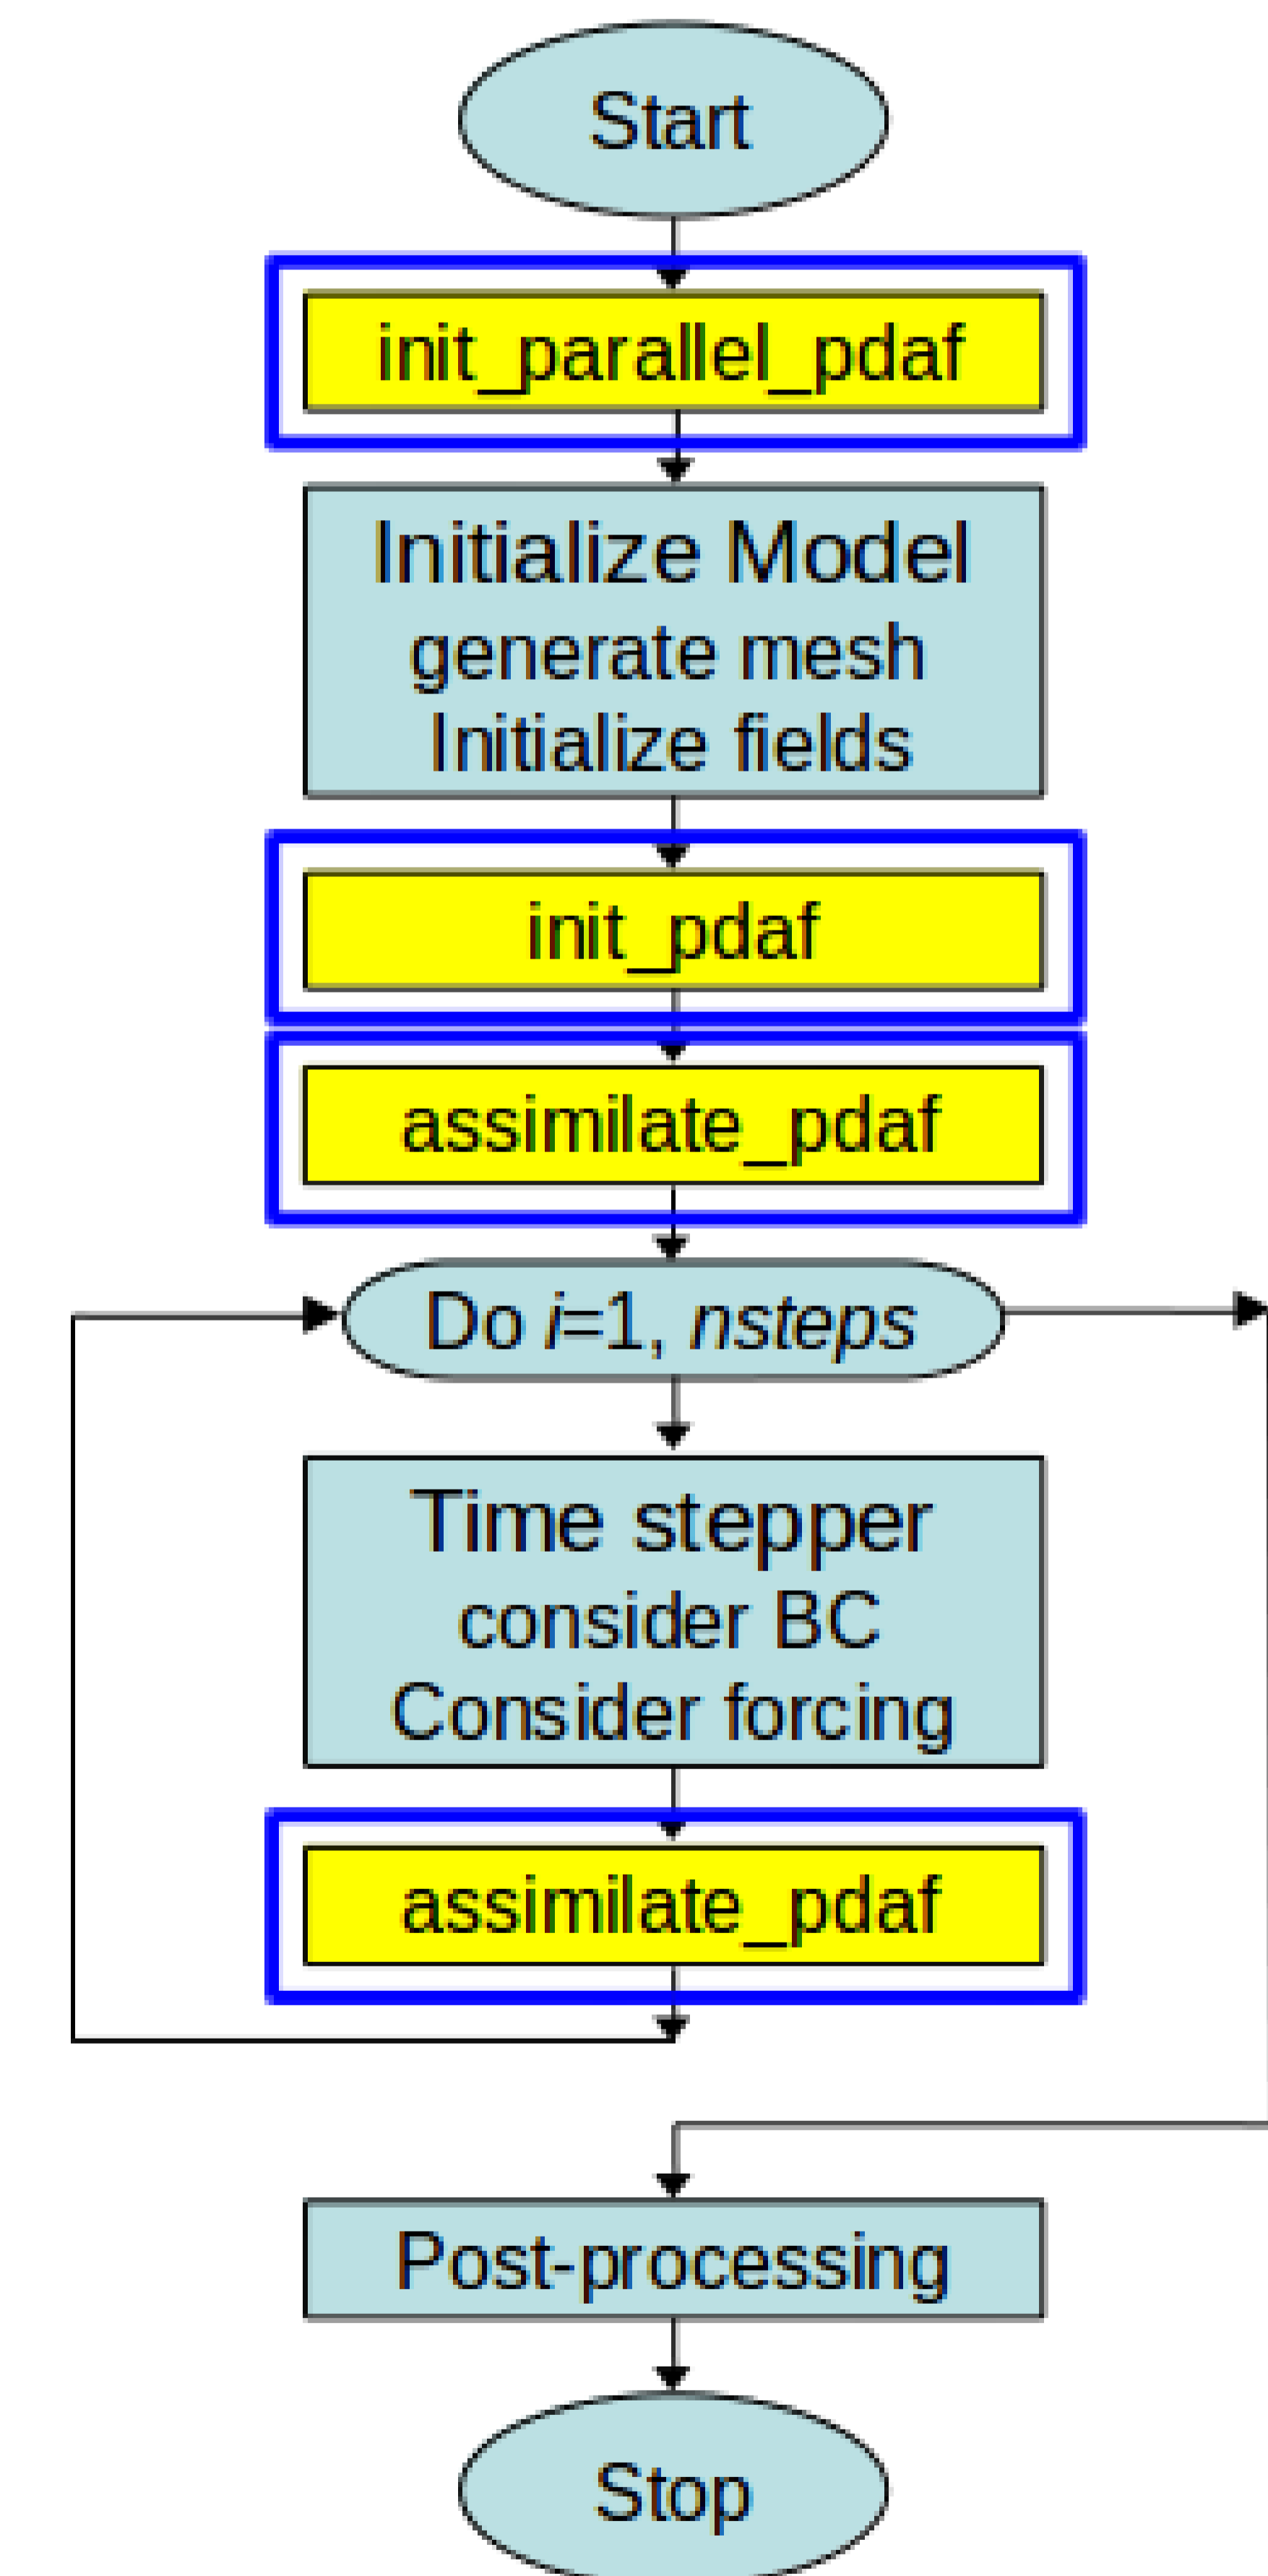 Start
init_parallel_pdaf
Initialize Model
generate mesh
Initialize fields
init_pdaf
assimilate_pdaf
Do i=1, nsteps
Time stepper
consider BC
Consider forcing
assimilate_pdaf
Post-processing
Stop